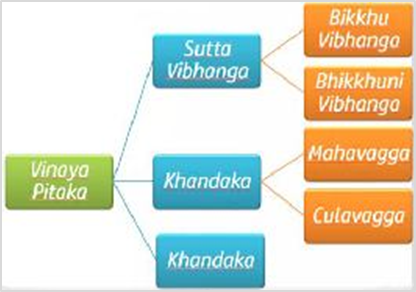 Vinaya
Pitaka
Sutta
Vibhanga
Bikkhu
Vibhanga
Bhikkhuni
Vibhanga
Khandaka
Mahavagga
Culavagga
Khandaka